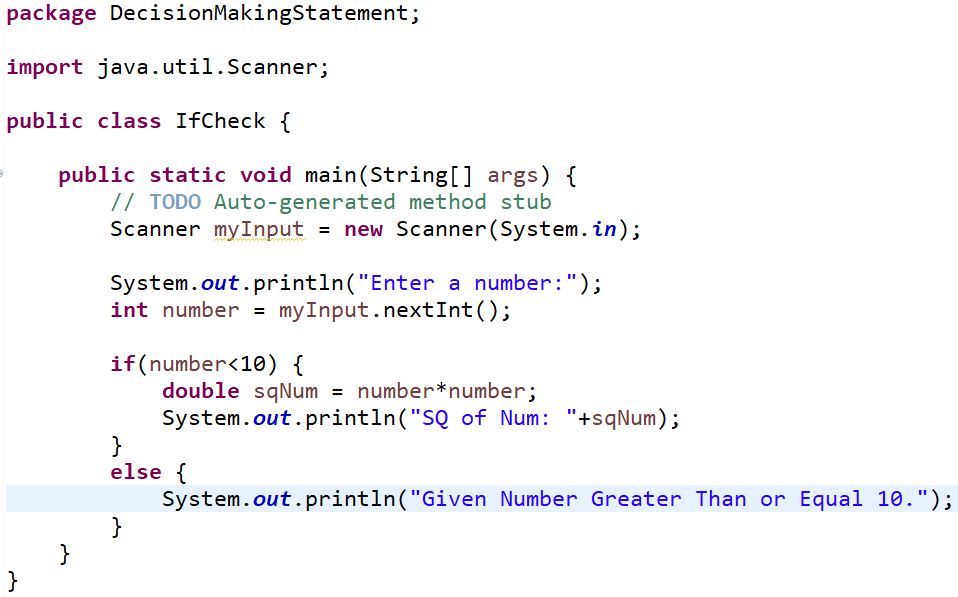 package DecisionMakingStatement;
import java.util.Scanner;
public class IfCheck {
public static void main(String[] args) {
// TODO Auto-generated method stub
Scanner myInput = new Scanner(System.in);
System.out.println("Enter a number:");
int number = myInput.nextInt();
if(number<10) {
double sqNum = number*number;
System.out.println("SQ of Num: "+sqNum);
}
else {
System.out.println("Given Number Greater Than or Equal 10.");
}
}
}